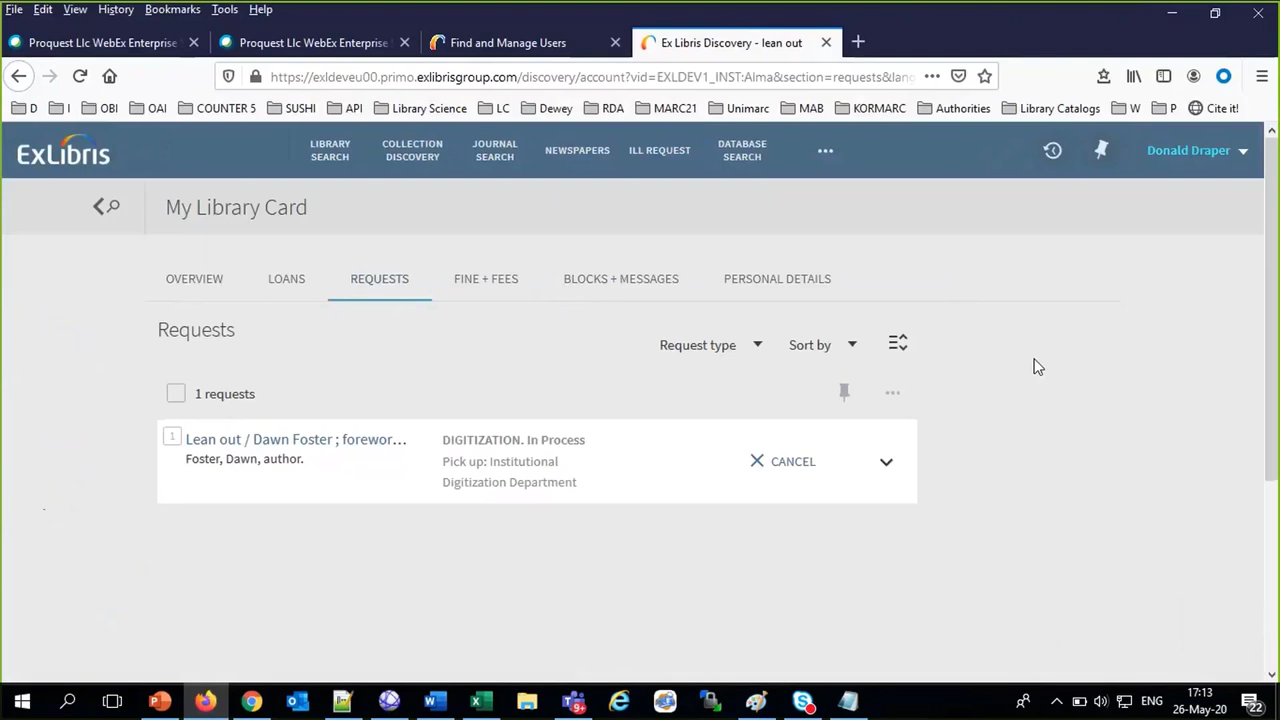 File Edit View History Bookmarks Tools Help
Proquest Llc WebEx Enterprise
Proquest Llc WebEx Enterprise
Find and Manage Users
Ex Libris Discovery - lean out
https://exldeveu00.primo.exlibrisgroup.com/discovery/account?vid=EXLDEV1_INST:Alma&section=requests&lang
D I OBI OAI COUNTER 5 SUSHI API Library Science LC Dewey RDA MARC21 Unimarc MAB KORMARC Authorities Library Catalogs W P Cite it!
ExLibris
LIBRARY
SEARCH
COLLECTION
DISCOVERY
JOURNAL
SEARCH
NEWSPAPERS
ILL REQUEST
DATABASE
SEARCH
Donald Draper
My Library Card
OVERVIEW LOANS REQUESTS FINE + FEES BLOCKS + MESSAGES PERSONAL DETAILS
Requests
Request type
Sort by
1 requests
1
Lean out / Dawn Foster ; forewor...
Foster, Dawn, author.
DIGITIZATION. In Process
Pick up: Institutional
Digitization Department
CANCEL
ENG
17:13
26-May-20
22
9+